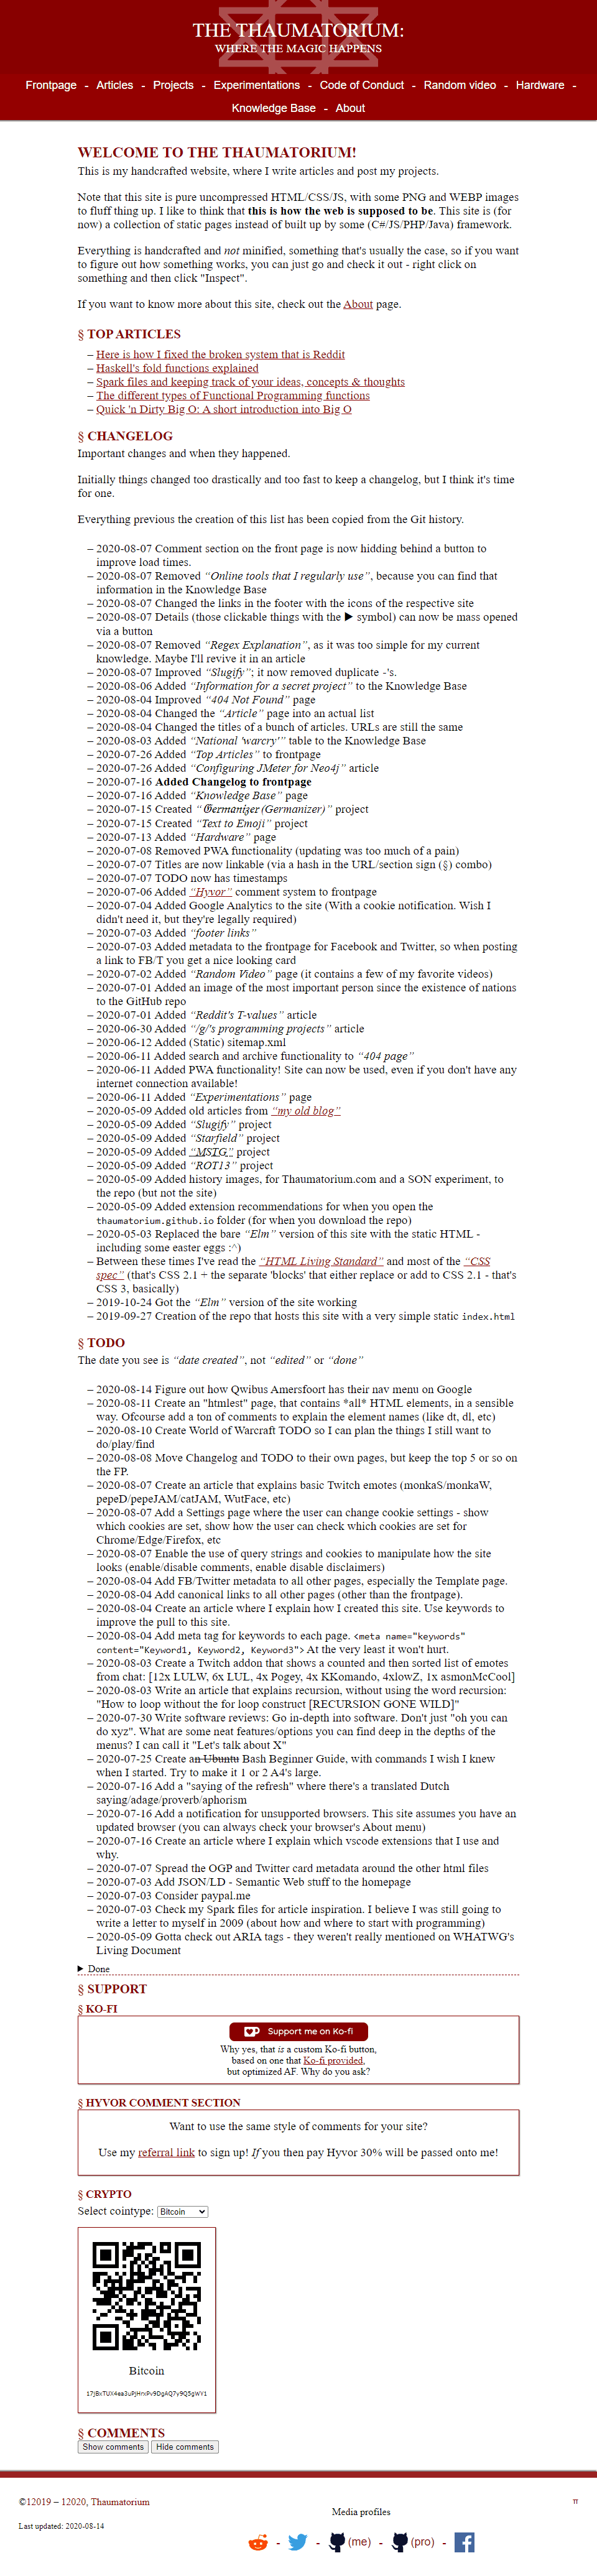 THE THAUMATORIUM:
WHERE THE MAGIC HAPPENS
Frontpage - Articles - Projects - Experimentations - Code of Conduct - Random video - Hardware -
Knowledge Base - About
WELCOME TO THE THAUMATORIUM!
This is my handcrafted website, where I write articles and post my projects.
Note that this site is pure uncompressed HTML/CSS/JS, with some PNG and WEBP images
to fluff thing up. I like to think that this is how the web is supposed to be. This site is (for
now) a collection of static pages instead of built up by some (C#/JS/PHP/Java) framework.
Everything is handcrafted and not minified, something that's usually the case, so if you want
to figure out how something works, you can just go and check it out - right click on
something and then click "Inspect".
If you want to know more about this site, check out the About page.
§ TOP ARTICLES
– Here is how I fixed the broken system that is Reddit
– Haskell's fold functions explained
– Spark files and keeping track of your ideas, concepts & thoughts
– The different types of Functional Programming functions
– Quick 'n Dirty Big O: A short introduction into Big O
§ CHANGELOG
Important changes and when they happened.
Initially things changed too drastically and too fast to keep a changelog, but I think it's time
for one.
Everything previous the creation of this list has been copied from the Git history.
– 2020-08-07 Comment section on the front page is now hidding behind a button to
improve load times.
– 2020-08-07 Removed “Online tools that I regularly use”, because you can find that
information in the Knowledge Base
– 2020-08-07 Changed the links in the footer with the icons of the respective site
– 2020-08-07 Details (those clickable things with the ▶ symbol) can now be mass opened
via a button
– 2020-08-07 Removed “Regex Explanation”, as it was too simple for my current
knowledge. Maybe I'll revive it in an article
– 2020-08-07 Improved “Slugify”; it now removed duplicate -'s.
– 2020-08-06 Added “Information for a secret project” to the Knowledge Base
– 2020-08-04 Improved “404 Not Found” page
– 2020-08-04 Changed the “Article” page into an actual list
– 2020-08-04 Changed the titles of a bunch of articles. URLs are still the same
– 2020-08-03 Added “National 'warcry'” table to the Knowledge Base
– 2020-07-26 Added “Top Articles” to frontpage
– 2020-07-26 Added “Configuring JMeter for Neo4j” article
– 2020-07-16 Added Changelog to frontpage
– 2020-07-16 Added “Knowledge Base” page
– 2020-07-15 Created “𝔊𝔢𝔯𝔪𝔞𝔫𝔦𝔷𝔢𝔯 (Germanizer)” project
– 2020-07-15 Created “Text to Emoji” project
– 2020-07-13 Added “Hardware” page
– 2020-07-08 Removed PWA functionality (updating was too much of a pain)
– 2020-07-07 Titles are now linkable (via a hash in the URL/section sign (§) combo)
– 2020-07-07 TODO now has timestamps
– 2020-07-06 Added “Hyvor” comment system to frontpage
– 2020-07-04 Added Google Analytics to the site (With a cookie notification. Wish I
didn't need it, but they're legally required)
– 2020-07-03 Added “footer links”
– 2020-07-03 Added metadata to the frontpage for Facebook and Twitter, so when posting
a link to FB/T you get a nice looking card
– 2020-07-02 Added “Random Video” page (it contains a few of my favorite videos)
– 2020-07-01 Added an image of the most important person since the existence of nations
to the GitHub repo
– 2020-07-01 Added “Reddit's T-values” article
– 2020-06-30 Added “/g/'s programming projects” article
– 2020-06-12 Added (Static) sitemap.xml
– 2020-06-11 Added search and archive functionality to “404 page”
– 2020-06-11 Added PWA functionality! Site can now be used, even if you don't have any
internet connection available!
– 2020-06-11 Added “Experimentations” page
– 2020-05-09 Added old articles from “my old blog”
– 2020-05-09 Added “Slugify” project
– 2020-05-09 Added “Starfield” project
– 2020-05-09 Added “MSTG” project
– 2020-05-09 Added “ROT13” project
– 2020-05-09 Added history images, for Thaumatorium.com and a SON experiment, to
the repo (but not the site)
– 2020-05-09 Added extension recommendations for when you open the
thaumatorium.github.io folder (for when you download the repo)
– 2020-05-03 Replaced the bare “Elm” version of this site with the static HTML -
including some easter eggs :^)
– Between these times I've read the “HTML Living Standard” and most of the “CSS
spec” (that's CSS 2.1 + the separate 'blocks' that either replace or add to CSS 2.1 - that's
CSS 3, basically)
– 2019-10-24 Got the “Elm” version of the site working
– 2019-09-27 Creation of the repo that hosts this site with a very simple static index.html
§ TODO
The date you see is “date created”, not “edited” or “done”
– 2020-08-14 Figure out how Qwibus Amersfoort has their nav menu on Google
– 2020-08-11 Create an "htmlest" page, that contains *all* HTML elements, in a sensible
way. Ofcourse add a ton of comments to explain the element names (like dt, dl, etc)
– 2020-08-10 Create World of Warcraft TODO so I can plan the things I still want to
do/play/find
– 2020-08-08 Move Changelog and TODO to their own pages, but keep the top 5 or so on
the FP.
– 2020-08-07 Create an article that explains basic Twitch emotes (monkaS/monkaW,
pepeD/pepeJAM/catJAM, WutFace, etc)
– 2020-08-07 Add a Settings page where the user can change cookie settings - show
which cookies are set, show how the user can check which cookies are set for
Chrome/Edge/Firefox, etc
– 2020-08-07 Enable the use of query strings and cookies to manipulate how the site
looks (enable/disable comments, enable disable disclaimers)
– 2020-08-04 Add FB/Twitter metadata to all other pages, especially the Template page.
– 2020-08-04 Add canonical links to all other pages (other than the frontpage).
– 2020-08-04 Create an article where I explain how I created this site. Use keywords to
improve the pull to this site.
– 2020-08-04 Add meta tag for keywords to each page. <meta name="keywords"
content="Keyword1, Keyword2, Keyword3"> At the very least it won't hurt.
– 2020-08-03 Create a Twitch addon that shows a counted and then sorted list of emotes
from chat: [12x LULW, 6x LUL, 4x Pogey, 4x KKomando, 4xlowZ, 1x asmonMcCool]
– 2020-08-03 Write an article that explains recursion, without using the word recursion:
"How to loop without the for loop construct [RECURSION GONE WILD]"
– 2020-07-30 Write software reviews: Go in-depth into software. Don't just "oh you can
do xyz". What are some neat features/options you can find deep in the depths of the
menus? I can call it "Let's talk about X"
– 2020-07-25 Create an Ubuntu Bash Beginner Guide, with commands I wish I knew
when I started. Try to make it 1 or 2 A4's large.
– 2020-07-16 Add a "saying of the refresh" where there's a translated Dutch
saying/adage/proverb/aphorism
– 2020-07-16 Add a notification for unsupported browsers. This site assumes you have an
updated browser (you can always check your browser's About menu)
– 2020-07-16 Create an article where I explain which vscode extensions that I use and
why.
– 2020-07-07 Spread the OGP and Twitter card metadata around the other html files
– 2020-07-03 Add JSON/LD - Semantic Web stuff to the homepage
– 2020-07-03 Consider paypal.me
– 2020-07-03 Check my Spark files for article inspiration. I believe I was still going to
write a letter to myself in 2009 (about how and where to start with programming)
– 2020-05-09 Gotta check out ARIA tags - they weren't really mentioned on WHATWG's
Living Document
▶ Done
§ SUPPORT
§ KO-FI
Support me on Ko-fi
Why yes, that is a custom Ko-fi button,
based on one that Ko-fi provided,
but optimized AF. Why do you ask?
§ HYVOR COMMENT SECTION
Want to use the same style of comments for your site?
Use my referral link to sign up! If you then pay Hyvor 30% will be passed onto me!
§ CRYPTO
Select cointype: Bitcoin
Bitcoin
17JBxTUX4ea3uPjHrxPv9DgAQ7y9Q5gWY1
§ COMMENTS
Show comments Hide comments
©12019 – 12020, Thaumatorium
π
Media profiles
Last updated: 2020-08-14
- - (me) - (pro) -